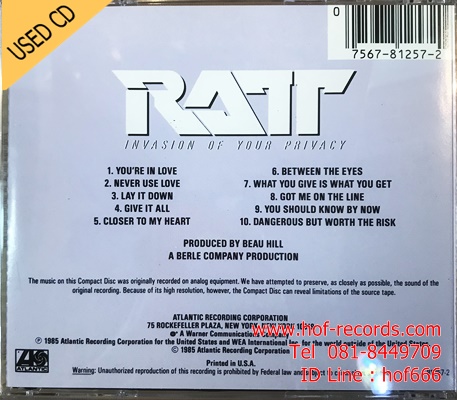 USED CD
0
7567-81257-2
RATT
INVASION OF YOUR PRIVACY
1. YOU'RE IN LOVE
2. NEVER USE LOVE
3. LAY IT DOWN
4. GIVE IT ALL
5. CLOSER TO MY HEART
6. BETWEEN THE EYES
7. WHAT YOU GIVE IS WHAT YOU GET
8. GOT ME ON THE LINE
9. YOU SHOULD KNOW BY NOW
10. DANGEROUS BUT WORTH THE RISK
PRODUCED BY BEAU HILL
A BERLE COMPANY PRODUCTION
The music on this Compact Disc was originally recorded on analog equipment. We have attempted to preserve, as closely as possible, the sound of the
original recording. Because of its high resolution, however, the Compact Disc can reveal limitations of the source tape.
ATLANTIC RECORDING CORPORATION
75 ROCKEFELLER PLAZA, NEW YORK, NEW YORK
www.hof-records.com
A Warner Communications
℗ 1985 Atlantic Recording Corporation for the United States and WEA International Inc. for the world outside of the United States.
© 1985 Atlantic Recording Corporation
Tel 081-8449709
Printed in U.S.A.
ATLANTIC
Warning: Unauthorized reproduction of this recording is prohibited by Federal law and subject to
ID Line : hof666